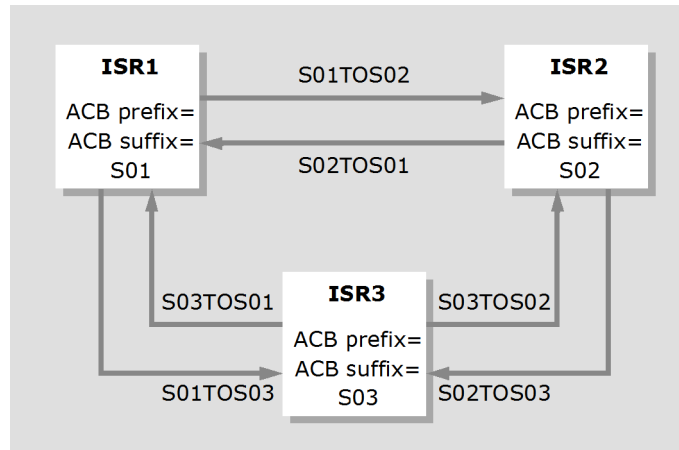 ISR1
ACB prefix=
ACB suffix=
S01
S01TOS02
S02TOS01
ISR2
ACB prefix=
ACB suffix=
S02
S03TOS01
S01TOS03
ISR3
ACB prefix=
ACB suffix=
S03
S03TOS02
S02TOS03